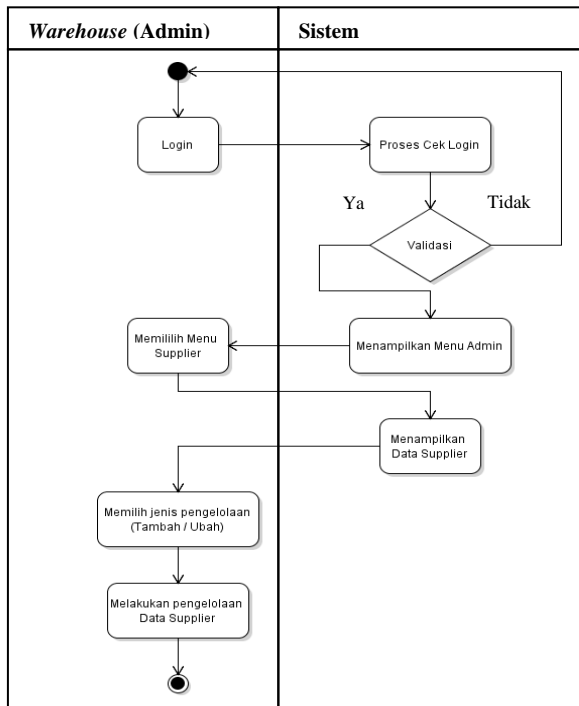 Warehouse (Admin)
Sistem
Login
Proses Cek Login
Ya
Tidak
Validasi
Memililih Menu
Supplier
Menampilkan Menu Admin
Menampilkan
Data Supplier
Memilih jenis pengelolaan
(Tambah / Ubah)
Melakukan pengelolaan
Data Supplier